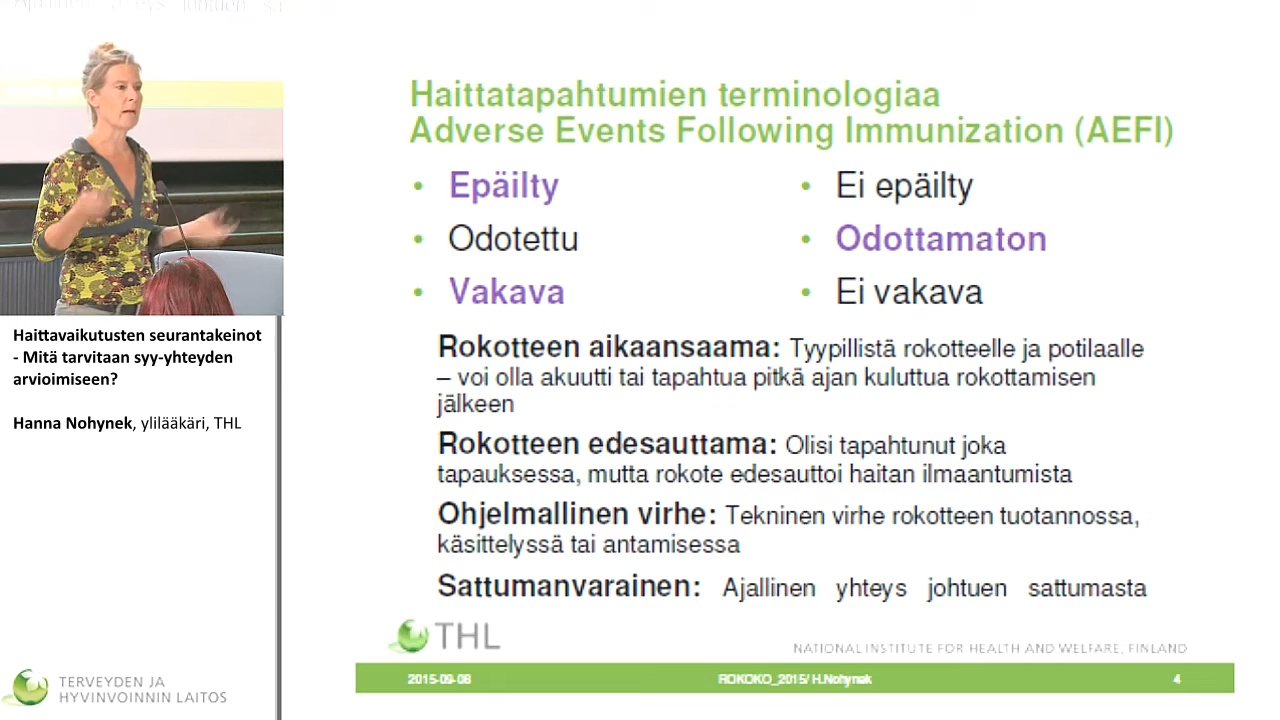 Haittatapahtumien terminologiaa
Adverse Events Following Immunization (AEFI)
• Epäilty
• Odotettu
• Vakava
• Ei epäilty
• Odottamaton
• Ei vakava
Rokotteen aikaansaama: Tyypillistä rokotteelle ja potilaalle
– voi olla akuutti tai tapahtua pitkä ajan kuluttua rokottamisen
jälkeen
Rokotteen edesauttama: Olisi tapahtunut joka
tapauksessa, mutta rokote edesauttoi haitan ilmaantumista
Ohjelmallinen virhe: Tekninen virhe rokotteen tuotannossa,
käsittelyssä tai antamisessa
Sattumanvarainen: Ajallinen yhteys johtuen sattumasta
THL
NATIONAL INSTITUTE FOR HEALTH AND WELFARE, FINLAND
2015-09-08 ROKOKO_2015/ H.Nohynek 4
Haittavaikutusten seurantakeinot
- Mitä tarvitaan syy-yhteyden
arvioimiseen?
Hanna Nohynek, ylilääkäri, THL
TERVEYDEN JA
HYVINVOINNIN LAITOS